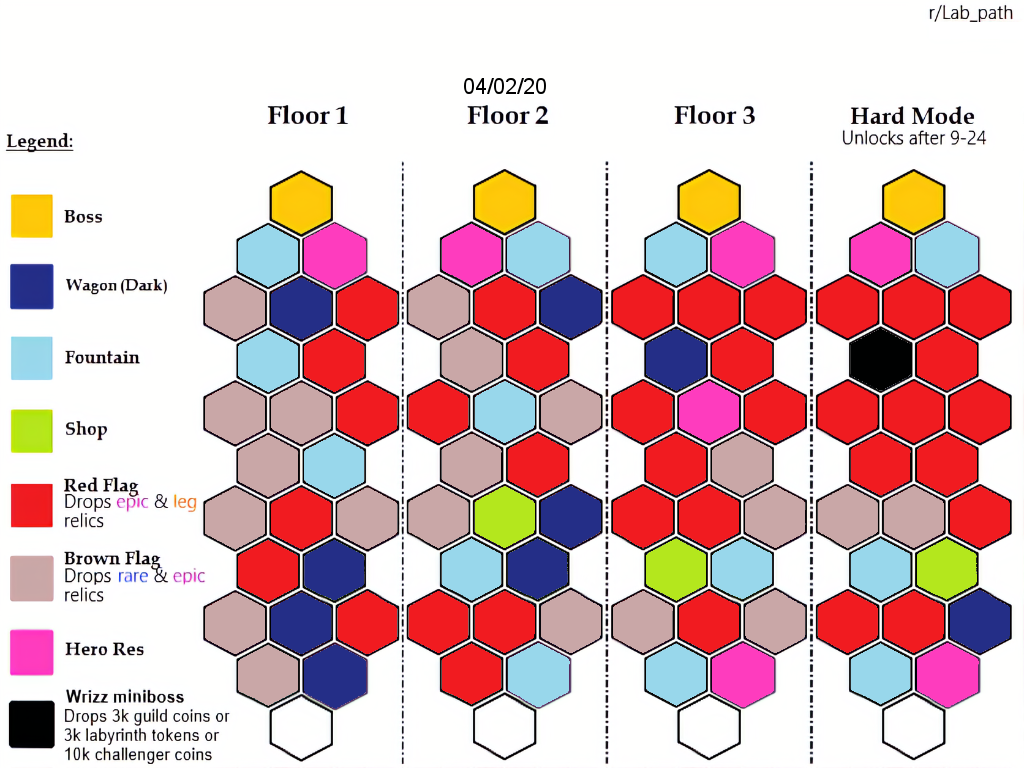 r/Lab_path
04/02/20
Floor 1
Floor 2
Floor 3
Hard Mode
Unlocks after 9-24
Legend:
Boss
Wagon (Dark)
Fountain
Shop
Red Flag
Drops epic & leg
relics
Brown Flag
Drops rare & epic
relics
Hero Res
Wrizz miniboss
Drops 3k guild coins or
3k labyrinth tokens or
10k challenger coins